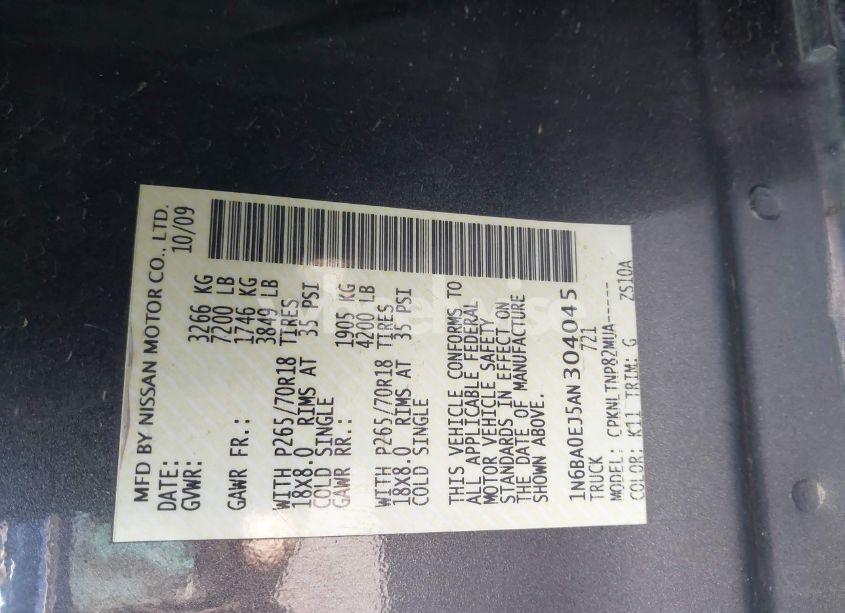 MFD BY NISSAN MOTOR CO., LTD.
DATE: 10/09
GVWR: 3266 KG
7200 LB
GAWR FR.: 1746 KG
3849 LB
WITH P265/70R18 TIRES
18X8.0 RIMS AT 35 PSI
COLD SINGLE
GAWR RR.: 1905 KG
4200 LB
WITH P265/70R18 TIRES
18X8.0 RIMS AT 35 PSI
COLD SINGLE
THIS VEHICLE CONFORMS TO
ALL APPLICABLE FEDERAL
MOTOR VEHICLE SAFETY
STANDARDS IN EFFECT ON
THE DATE OF MANUFACTURE
SHOWN ABOVE.
1N6BA0EJ5AN304045
TRUCK 721
MODEL: CPKNLTNP82MUA------
COLOR: K11 TRIM: G ZS10A